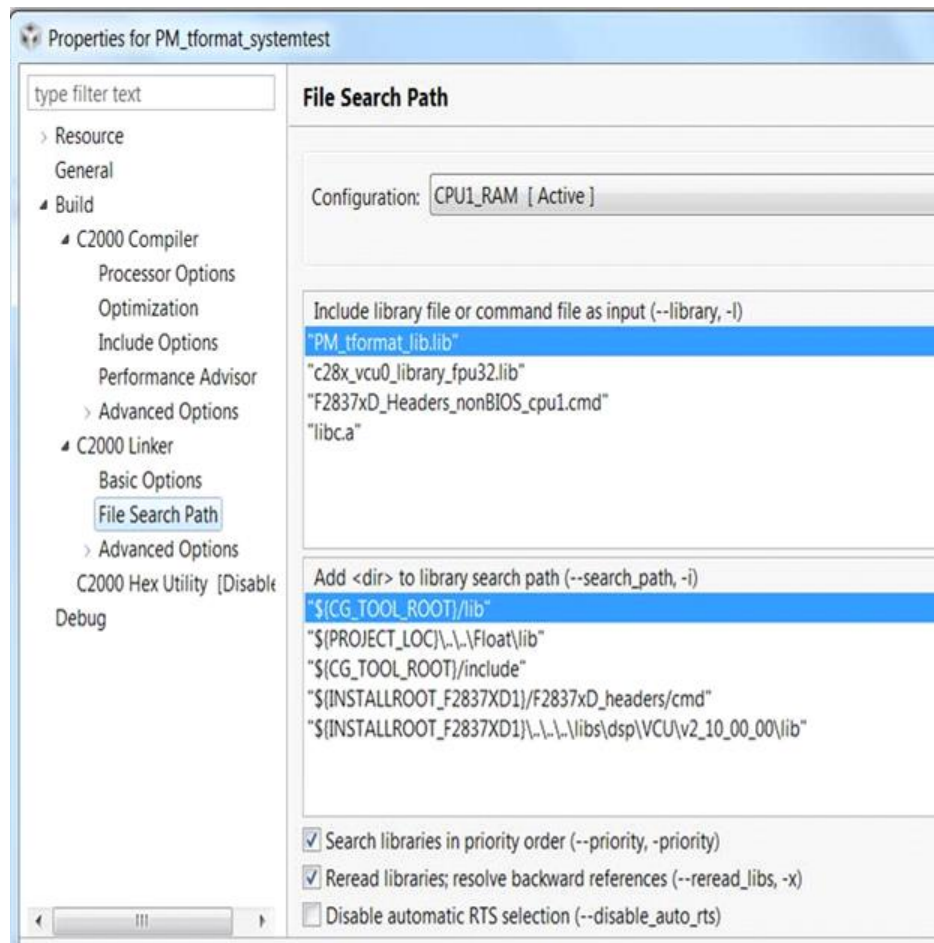 Properties for PM_tformat_systemtest
type filter text
Resource
General
Build
C2000 Compiler
Processor Options
Optimization
Include Options
Performance Advisor
Advanced Options
C2000 Linker
Basic Options
File Search Path
Advanced Options
C2000 Hex Utility [Disable
Debug
File Search Path
Configuration: CPU1_RAM [ Active ]
Include library file or command file as input (--library, -l)
"PM_tformat_lib.lib"
"c28x_vcu0_library_fpu32.lib"
"F2837xD_Headers_nonBIOS_cpu1.cmd"
"libc.a"
Add <dir> to library search path (--search_path, -i)
"${CG_TOOL_ROOT}/lib"
"${PROJECT_LOC}\..\..\Float\lib"
"${CG_TOOL_ROOT}/include"
"${INSTALLROOT_F2837XD1}/F2837xD_headers/cmd"
"${INSTALLROOT_F2837XD1}\..\..\..\libs\dsp\VCU\v2_10_00_00\lib"
Search libraries in priority order (--priority, -priority)
Reread libraries; resolve backward references (--reread_libs, -x)
Disable automatic RTS selection (--disable_auto_rts)